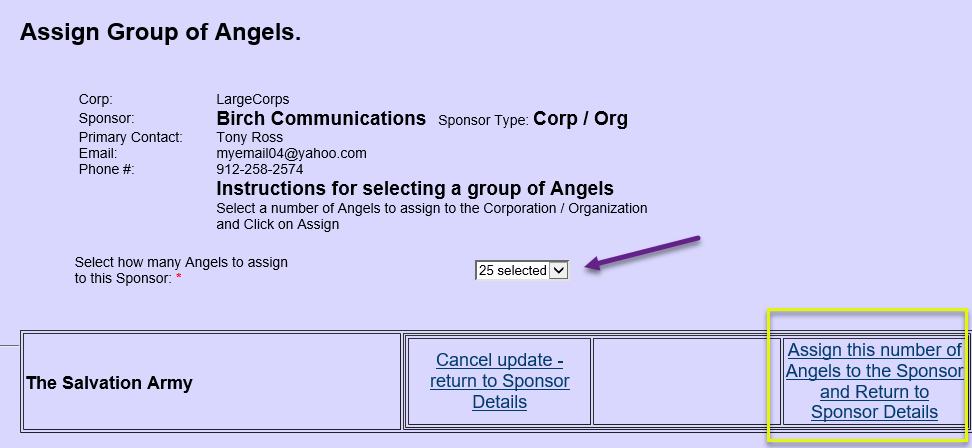 Assign Group of Angels.
Corp: LargeCorps
Sponsor: Birch Communications Sponsor Type: Corp / Org
Primary Contact: Tony Ross
Email: myemail04@yahoo.com
Phone #: 912-258-2574
Instructions for selecting a group of Angels
Select a number of Angels to assign to the Corporation / Organization
and Click on Assign
Select how many Angels to assign
to this Sponsor: *
25 selected
The Salvation Army
Cancel update -
return to Sponsor
Details
Assign this number of
Angels to the Sponsor
and Return to
Sponsor Details